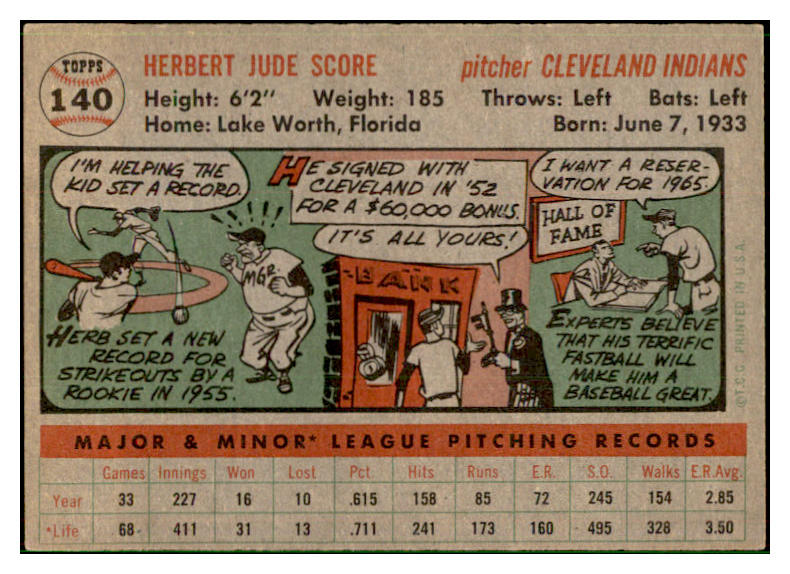 TOPPS
140
HERBERT JUDE SCORE
pitcher CLEVELAND INDIANS
Height: 6'2" Weight: 185 Throws: Left Bats: Left
Home: Lake Worth, Florida Born: June 7, 1933
I'M HELPING THE
KID SET A RECORD.
MGR.
HERB SET A NEW
RECORD FOR
STRIKEOUTS BY A
ROOKIE IN 1955.
HE SIGNED WITH
CLEVELAND IN '52
FOR A $60,000 BONUS.
IT'S ALL YOURS!
BANK
I WANT A RESER-
VATION FOR 1965.
HALL OF
FAME
EXPERTS BELIEVE
THAT HIS TERRIFIC
FASTBALL WILL
MAKE HIM A
BASEBALL GREAT.
©T.C.G. PRINTED IN U.S.A.
MAJOR & MINOR* LEAGUE PITCHING RECORDS
Games Innings Won Lost Pct. Hits Runs E.R. S.O. Walks E.R.Avg.
Year 33 227 16 10 .615 158 85 72 245 154 2.85
*Life 68 411 31 13 .711 241 173 160 495 328 3.50